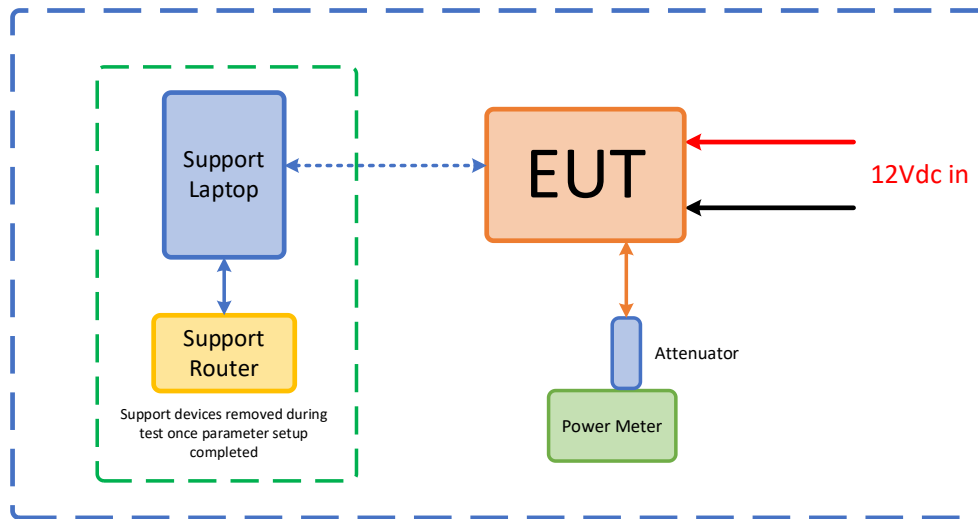 Support
Laptop
EUT
12Vdc in
Support
Router
Attenuator
Support devices removed during
test once parameter setup
completed
Power Meter